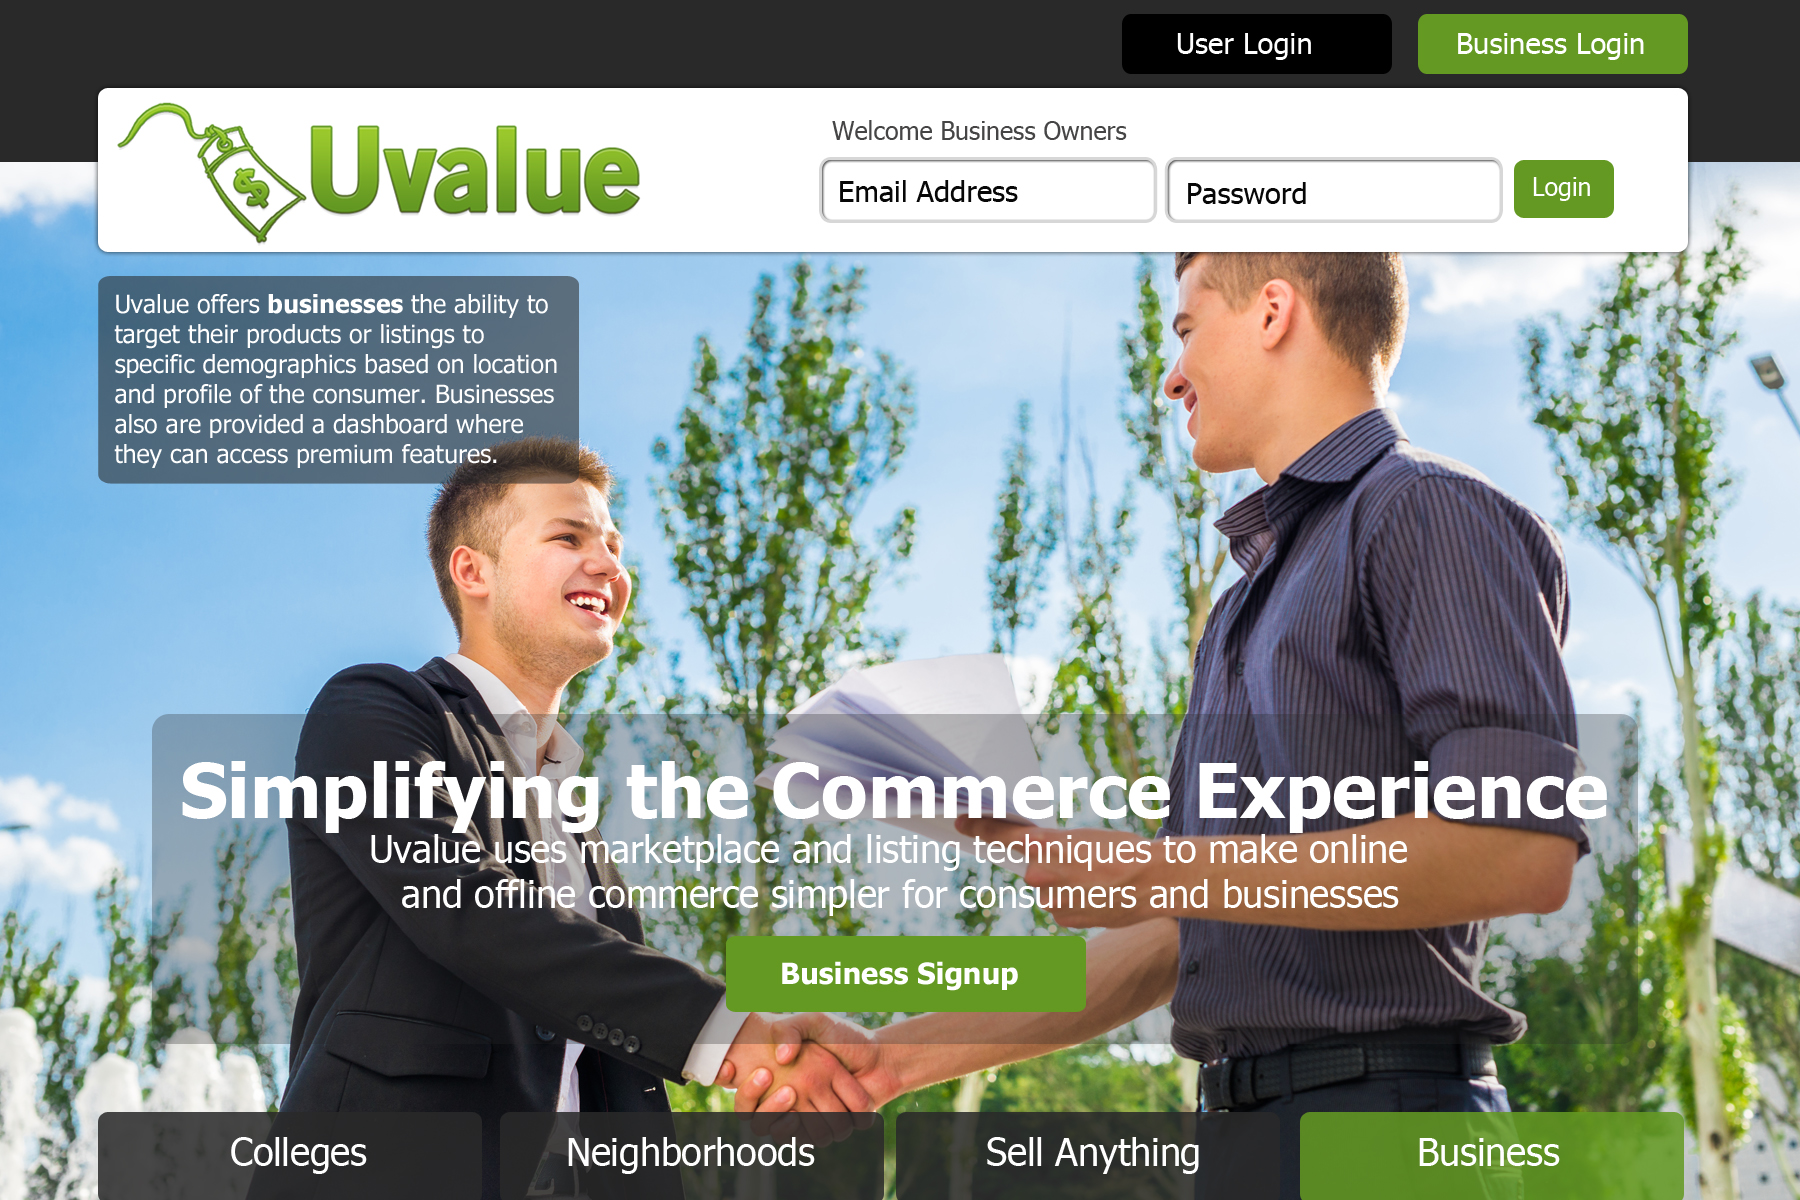 User Login
Business Login
Uvalue
Welcome Business Owners
Email Address
Password
Login
Uvalue offers businesses the ability to
target their products or listings to
specific demographics based on location
and profile of the consumer. Businesses
also are provided a dashboard where
they can access premium features.
Simplifying the Commerce Experience
Uvalue uses marketplace and listing techniques to make online
and offline commerce simpler for consumers and businesses
Business Signup
Colleges
Neighborhoods
Sell Anything
Business